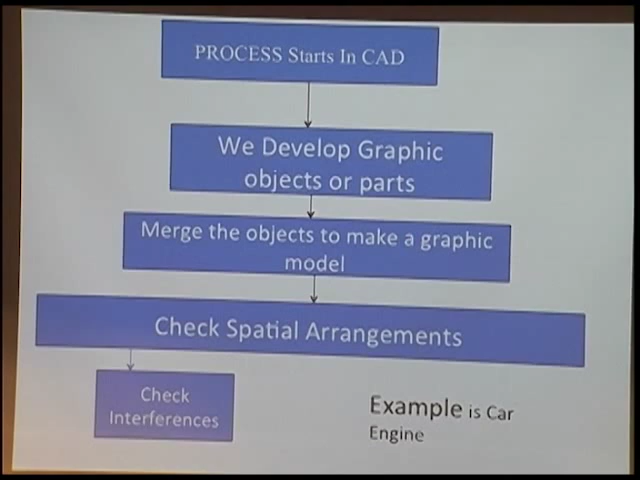 PROCESS Starts In CAD
We Develop Graphic
objects or parts
Merge the objects to make a graphic
model
Check Spatial Arrangements
Check
Interferences
Example is Car
Engine